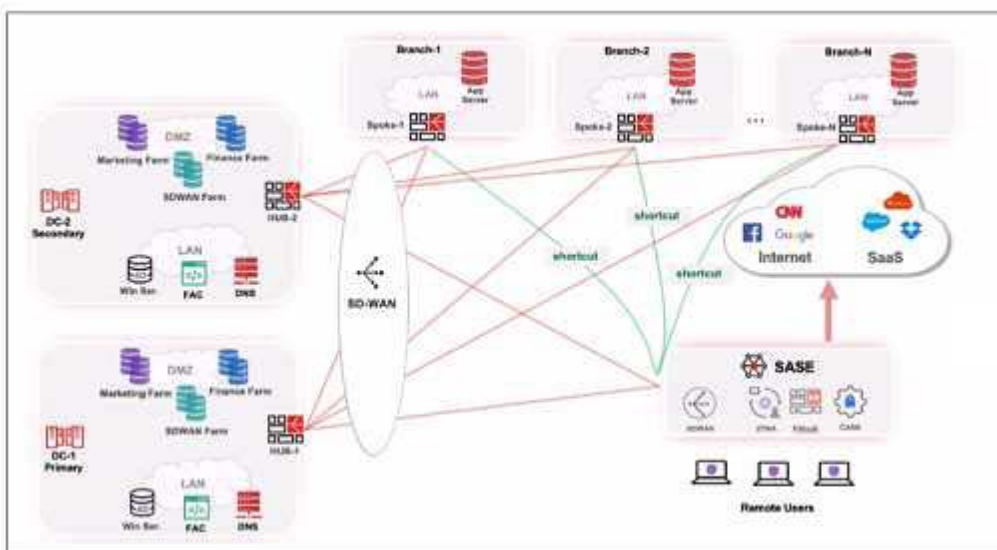 Branch-1
LAN
App
Server
Spoke-1
Branch-2
LAN
App
Server
Spoke-2
...
Branch-N
LAN
App
Server
Spoke-N
DMZ
Marketing Farm
Finance Farm
SDWAN Farm
DC-2
Secondary
HUB-2
LAN
Win Ser
FAC
DNS
SD-WAN
shortcut
shortcut
shortcut
CNN
Google
Internet
SaaS
DMZ
Marketing Farm
Finance Farm
SDWAN Farm
DC-1
Primary
HUB-1
LAN
Win Ser
FAC
DNS
SASE
SDWAN
ZTNA
CASB
Remote Users